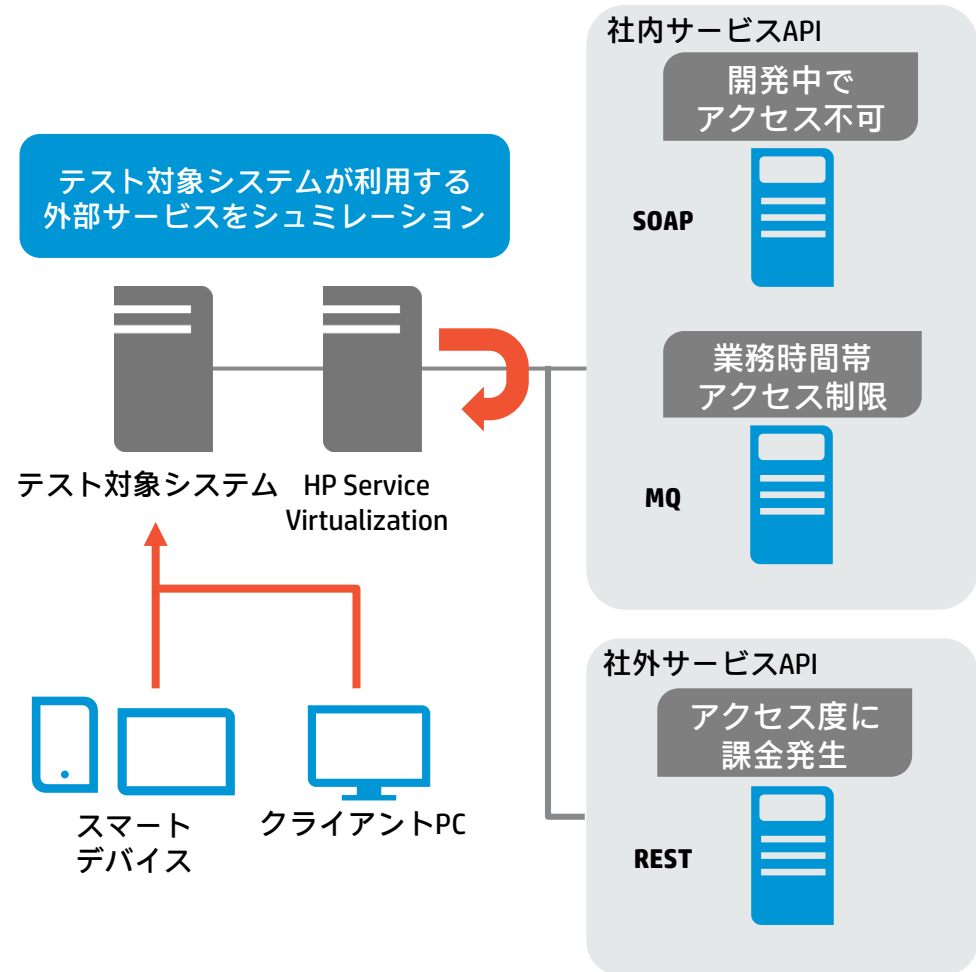 社内サービスAPI
開発中で
アクセス不可
SOAP
業務時間帯
アクセス制限
MQ
テスト対象システムが利用する
外部サービスをシュミレーション
テスト対象システム
HP Service
Virtualization
スマート
デバイス
クライアントPC
社外サービスAPI
アクセス度に
課金発生
REST